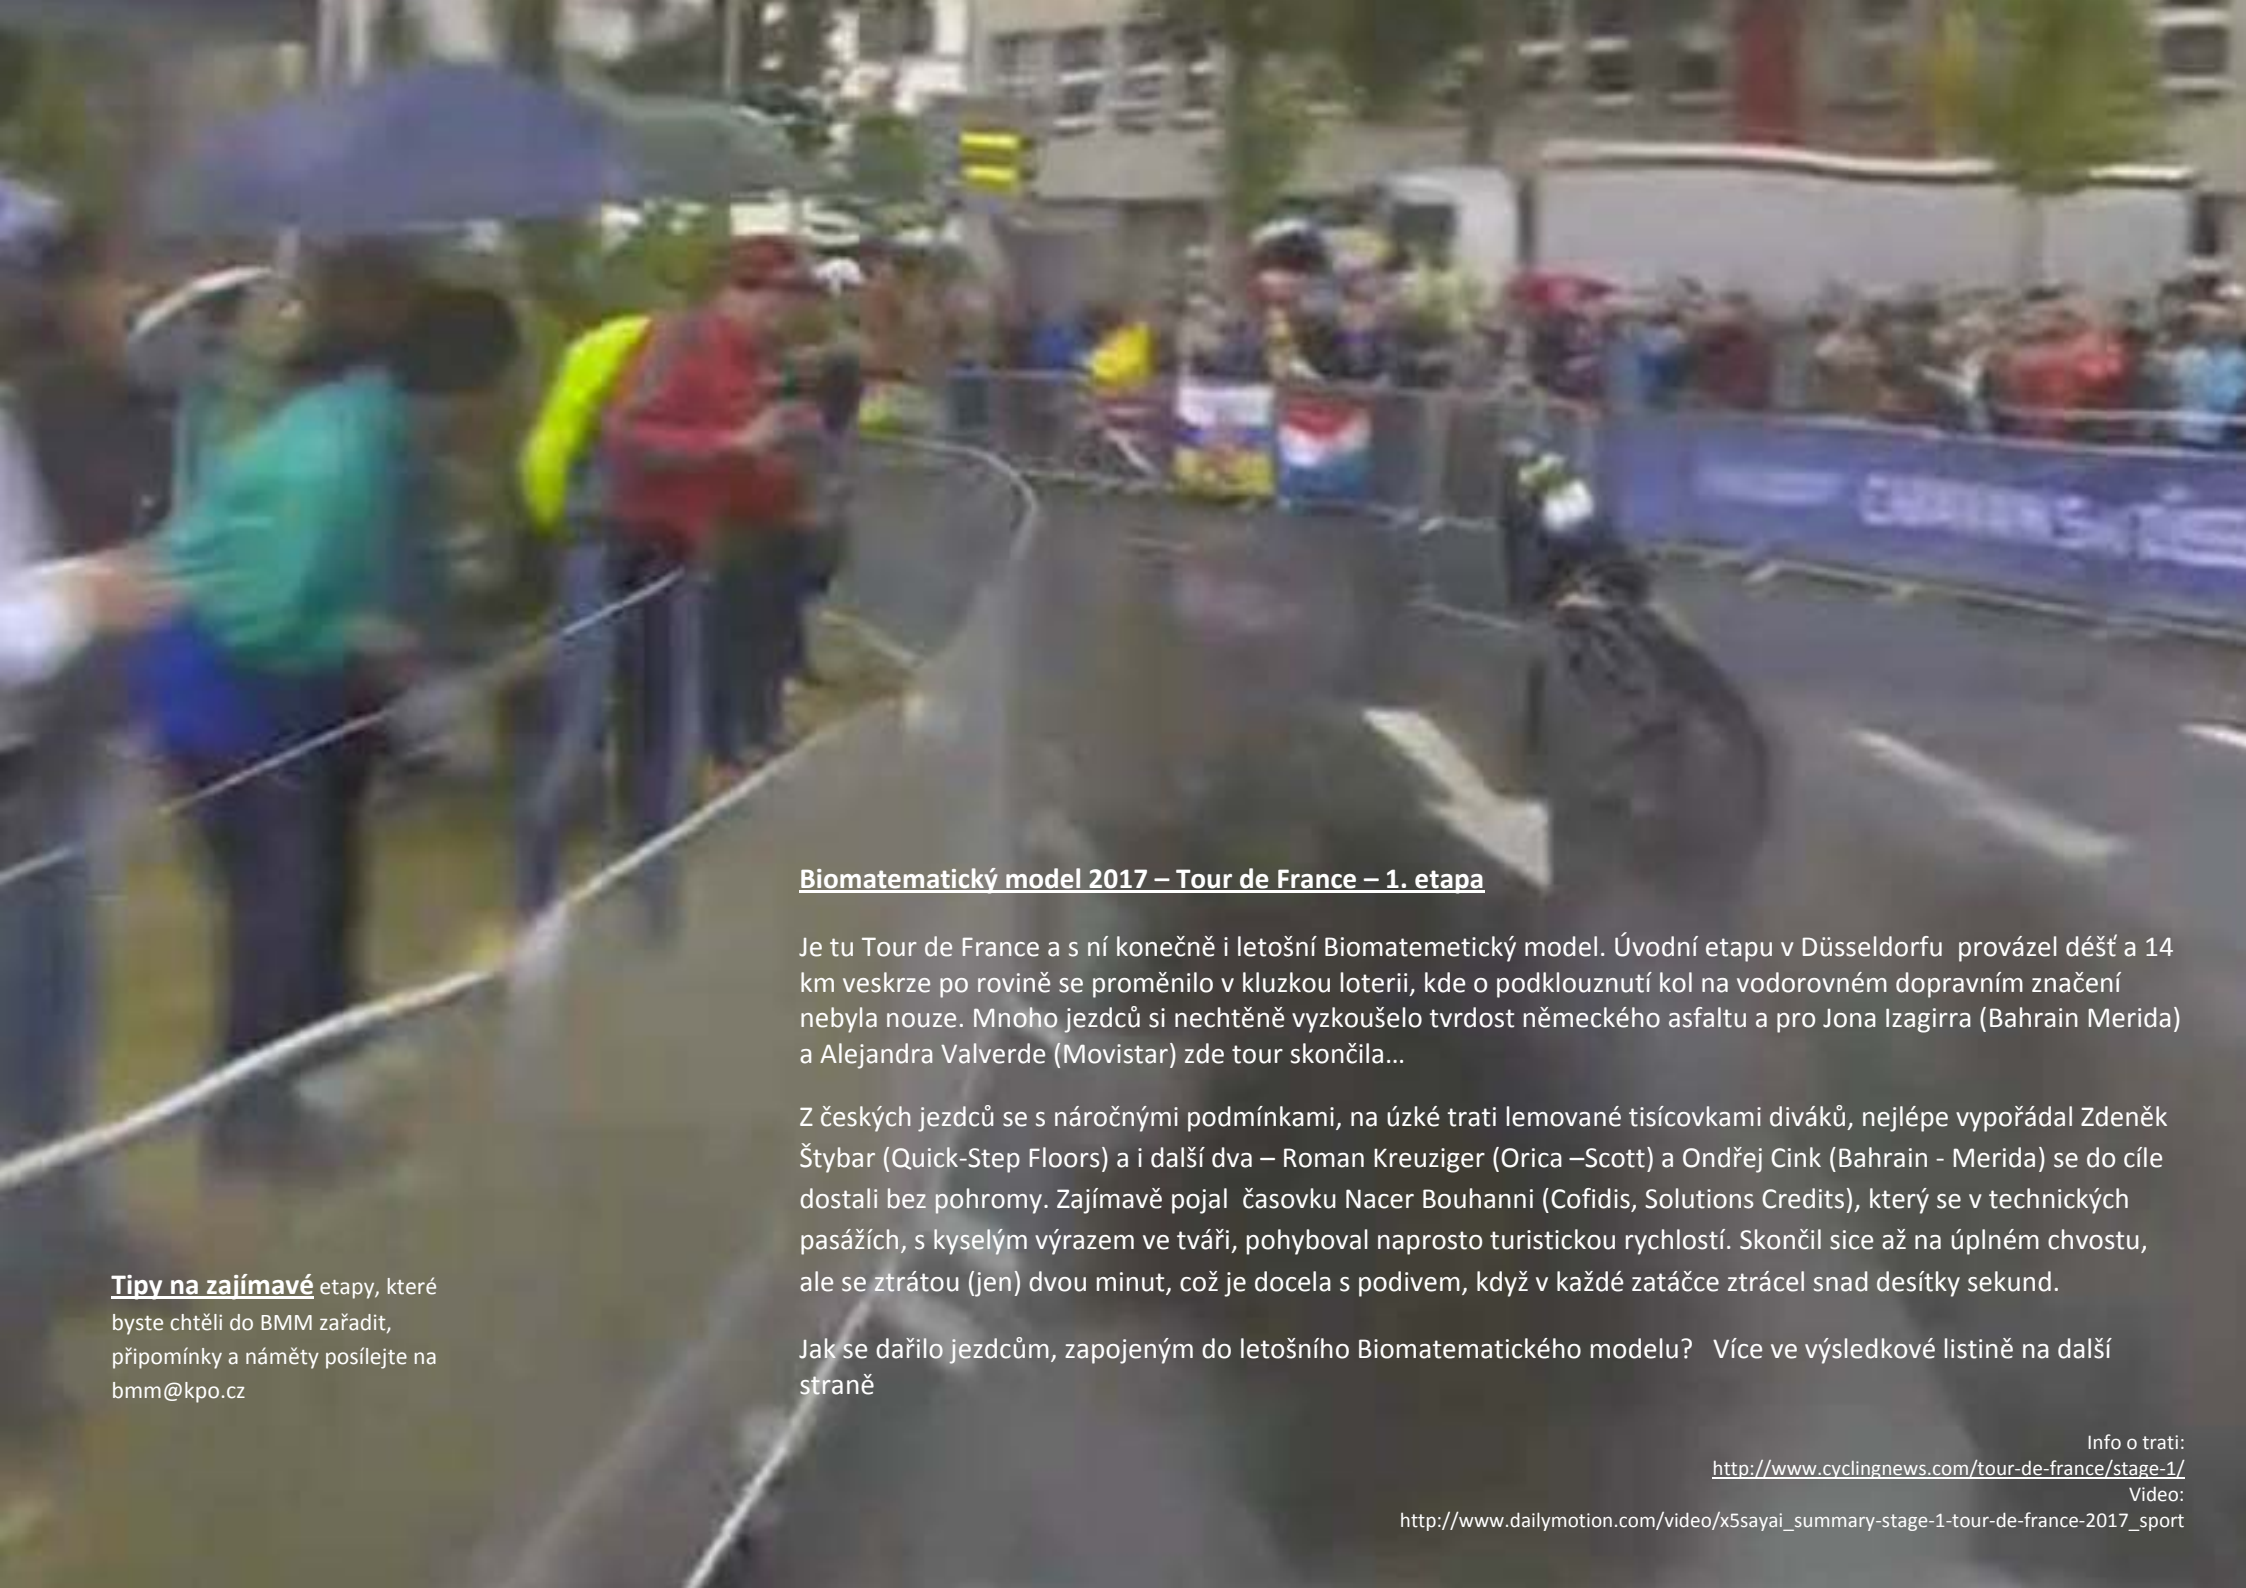 Biomatematický model 2017 – Tour de France – 1. etapa
Je tu Tour de France a s ní konečně i letošní Biomatemetický model. Úvodní etapu v Düsseldorfu  provázel déšť a 14
km veskrze po rovině se proměnilo v kluzkou loterii, kde o podklouznutí kol na vodorovném dopravním značení
nebyla nouze. Mnoho jezdců si nechtěně vyzkoušelo tvrdost německého asfaltu a pro Jona Izagirra (Bahrain Merida)
a Alejandra Valverde (Movistar) zde tour skončila…
Z českých jezdců se s náročnými podmínkami, na úzké trati lemované tisícovkami diváků, nejlépe vypořádal Zdeněk
Štybar (Quick-Step Floors) a i další dva – Roman Kreuziger (Orica –Scott) a Ondřej Cink (Bahrain - Merida) se do cíle
dostali bez pohromy. Zajímavě pojal  časovku Nacer Bouhanni (Cofidis, Solutions Credits), který se v technických
pasážích, s kyselým výrazem ve tváři, pohyboval naprosto turistickou rychlostí. Skončil sice až na úplném chvostu,
ale se ztrátou (jen) dvou minut, což je docela s podivem, když v každé zatáčce ztrácel snad desítky sekund.
Jak se dařilo jezdcům, zapojeným do letošního Biomatematického modelu?   Více ve výsledkové listině na další
straně
Tipy na zajímavé etapy, které
byste chtěli do BMM zařadit,
připomínky a náměty posílejte na
bmm@kpo.cz
Info o trati:
http://www.cyclingnews.com/tour-de-france/stage-1/
Video:
http://www.dailymotion.com/video/x5sayai_summary-stage-1-tour-de-france-2017_sport